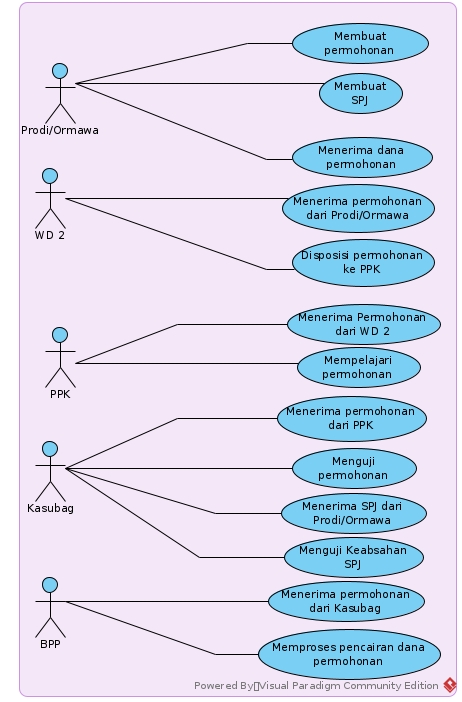 Membuat
permohonan
Membuat
SPJ
Prodi/Ormawa
Menerima dana
permohonan
Menerima permohonan
dari Prodi/Ormawa
WD 2
Disposisi permohonan
ke PPK
Menerima Permohonan
dari WD 2
Mempelajari
permohonan
PPK
Menerima permohonan
dari PPK
Menguji
permohonan
Kasubag
Menerima SPJ dari
Prodi/Ormawa
Menguji Keabsahan
SPJ
Menerima permohonan
dari Kasubag
BPP
Memproses pencairan dana
permohonan
Powered By▯Visual Paradigm Community Edition